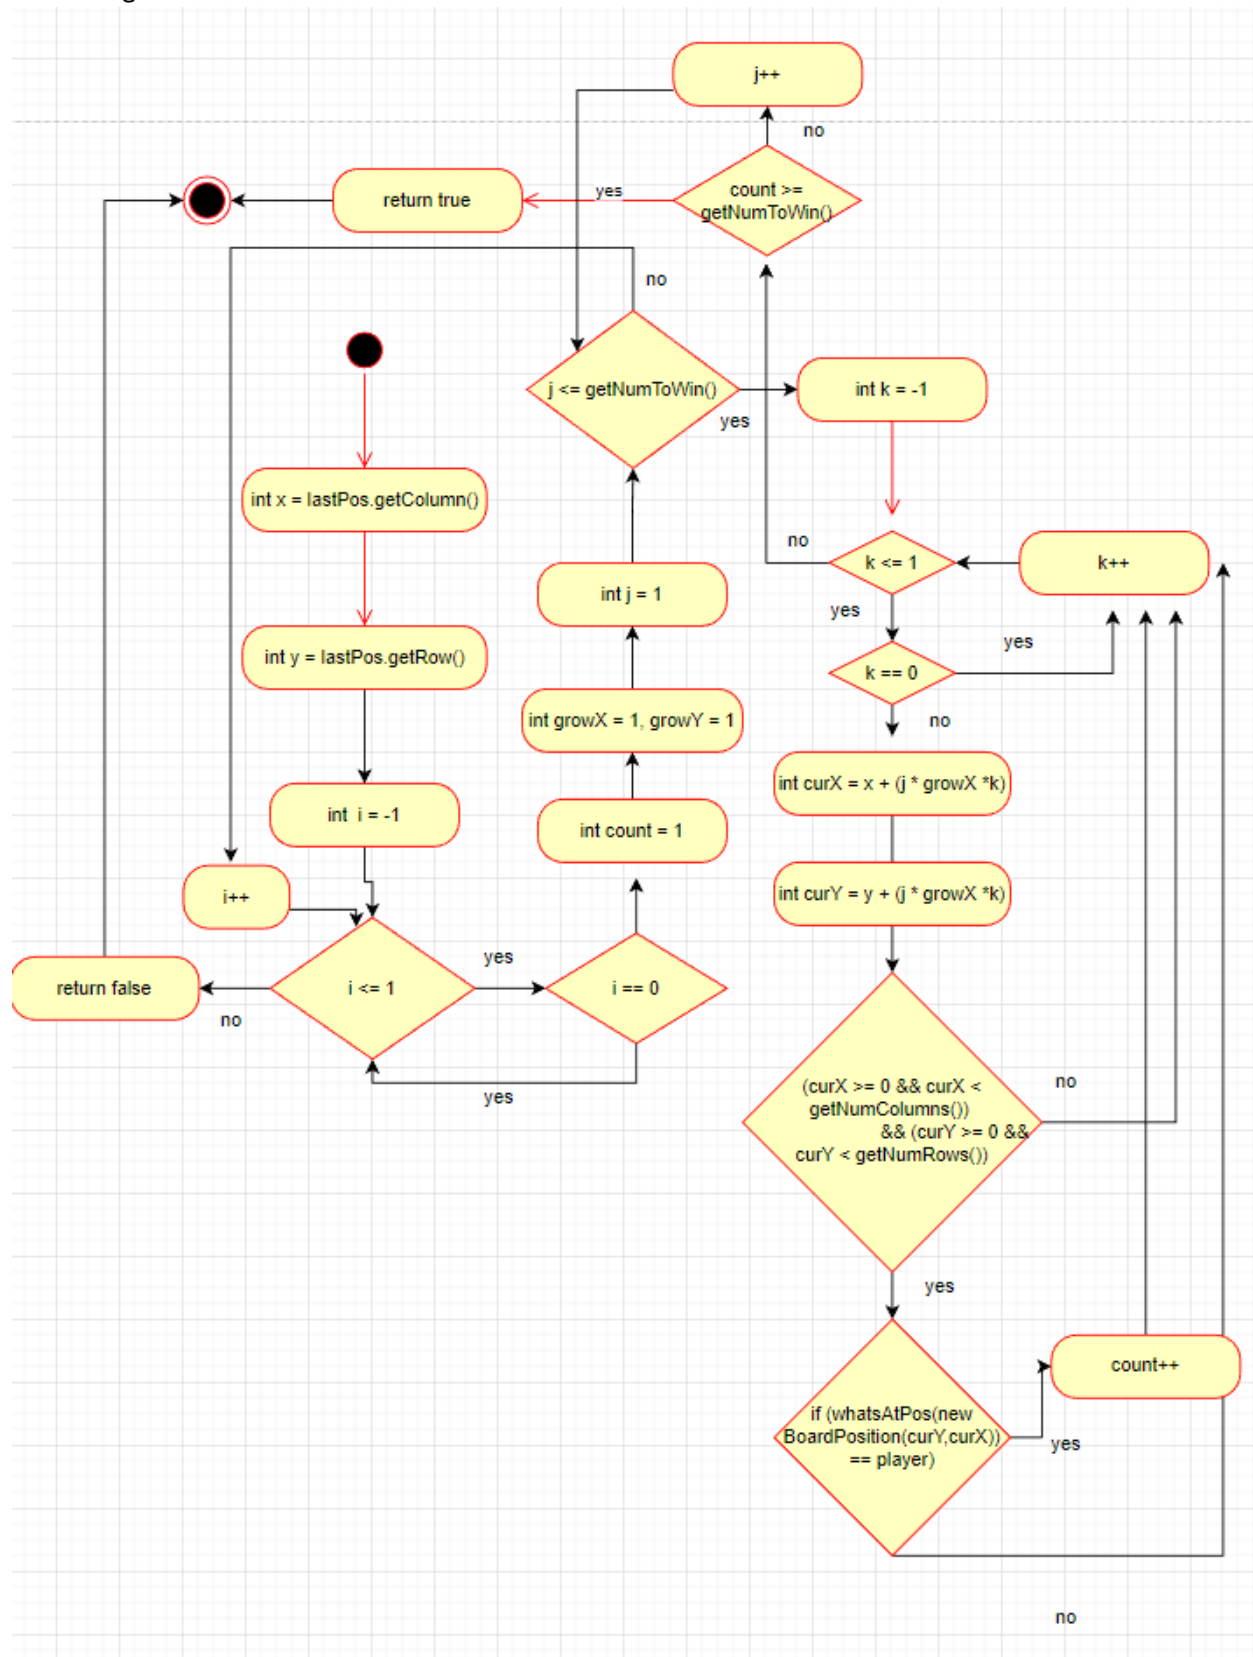 j++
no
count >=
getNumToWin()
yes
return true
no
j <= getNumToWin()
yes
int k = -1
int x = lastPos.getColumn()
no
k <= 1
k++
int j = 1
yes
int y = lastPos.getRow()
yes
k == 0
no
int growX = 1, growY = 1
int curX = x + (j * growX *k)
int i = -1
int count = 1
int curY = y + (j * growX *k)
i++
yes
return false
i <= 1
i == 0
no
yes
(curX >= 0 && curX <
getNumColumns())
&& (curY >= 0 &&
curY < getNumRows())
no
yes
count++
if (whatsAtPos(new
BoardPosition(curY,curX))
== player)
yes
no